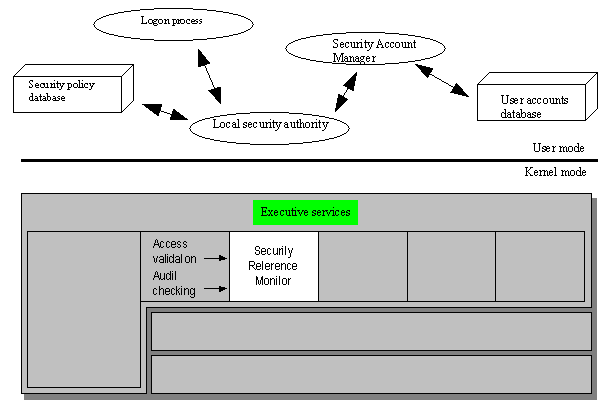 Logon process
Security Account
Manager
Security policy
database
User accounts
database
Local security authority
User mode
Kernel mode
Executive services
Access
validalon
Audil
checking
Securily
Relerence
Monilor